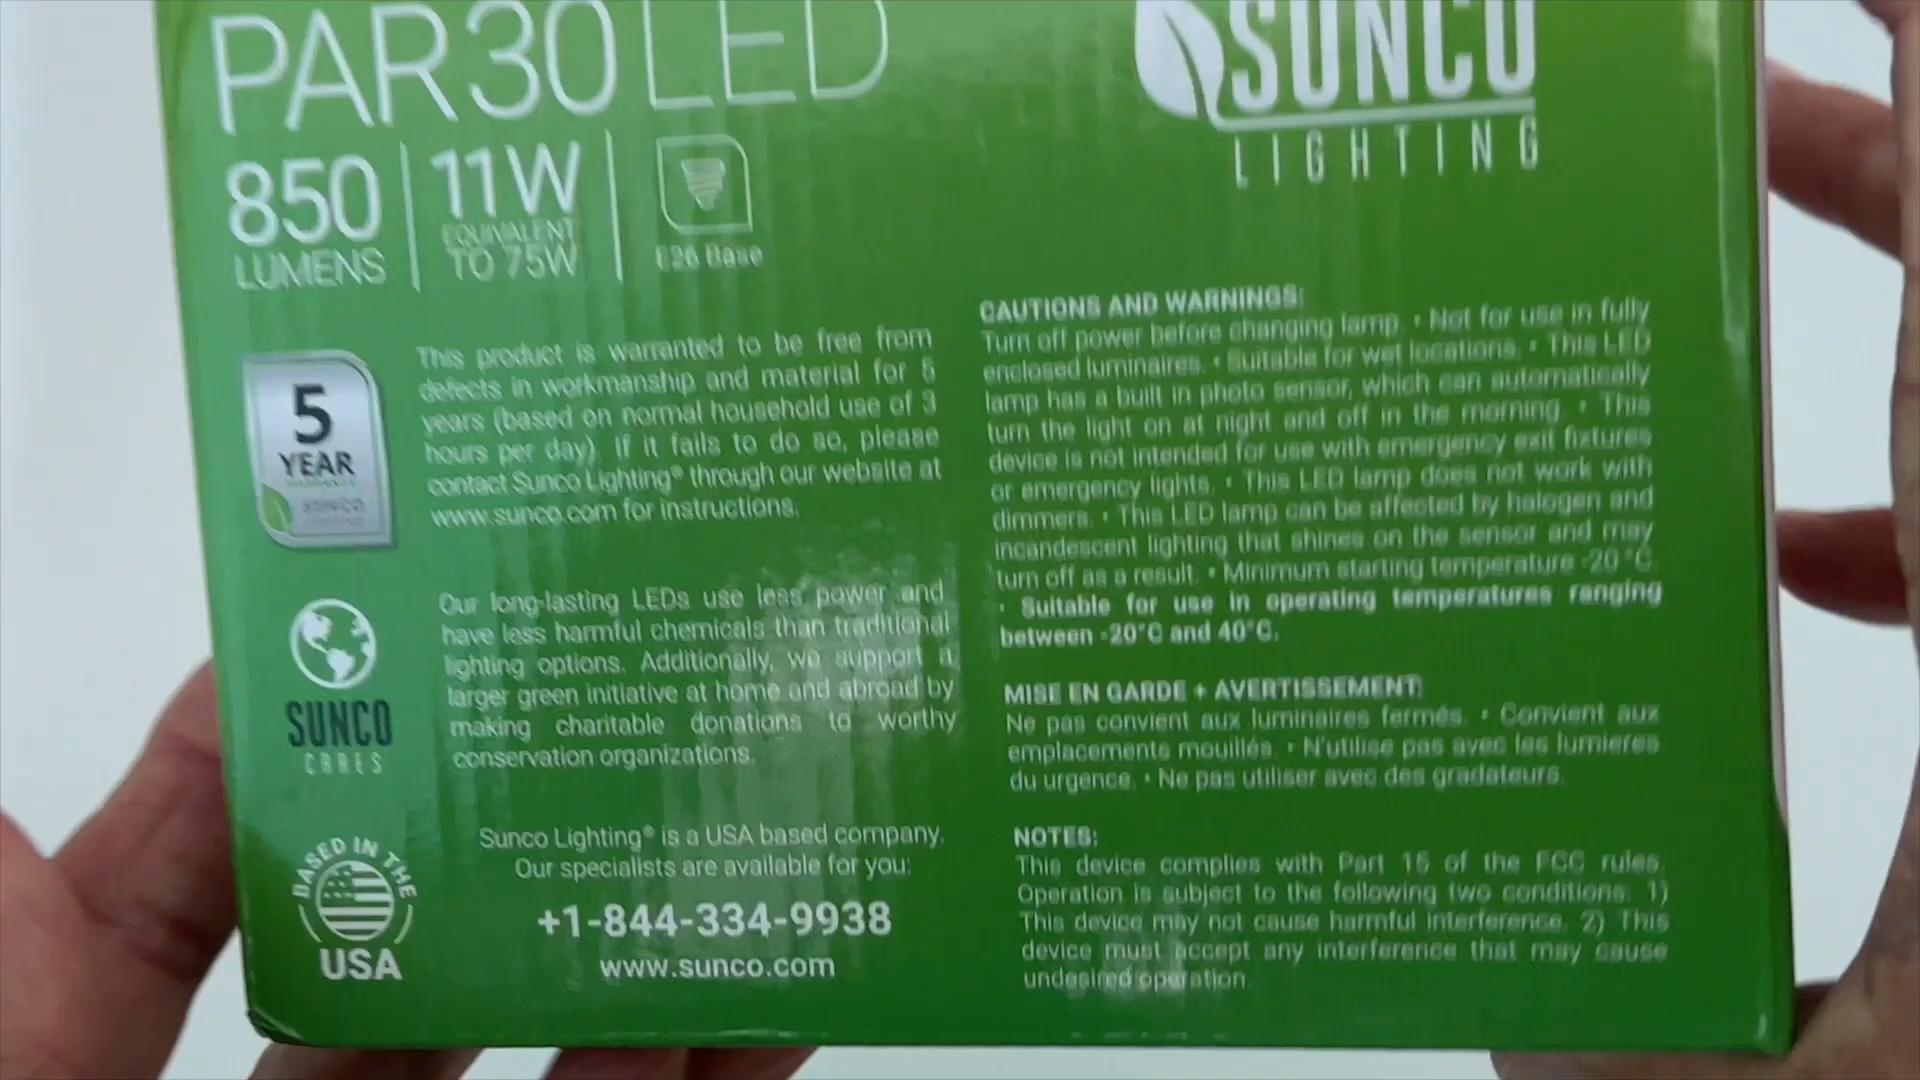 PAR30 LED
850
LUMENS
11W
EQUIVALENT
TO 75W
E26 Base
SUNCO
LIGHTING
5
YEAR
SUNCO
This product is warranted to be free from
defects in workmanship and material for 5
years (based on normal household use of 3
hours per day). If it fails to do so, please
contact Sunco Lighting® through our website at
www.sunco.com for instructions.
SUNCO
CARES
Our long-lasting LEDs use less power and
have less harmful chemicals than traditional
lighting options. Additionally, we support a
larger green initiative at home and abroad by
making charitable donations to worthy
conservation organizations.
BASED IN THE
USA
Sunco Lighting® is a USA based company.
Our specialists are available for you:
+1-844-334-9938
www.sunco.com
CAUTIONS AND WARNINGS:
Turn off power before changing lamp. • Not for use in fully
enclosed luminaires. • Suitable for wet locations. • This LED
lamp has a built in photo sensor, which can automatically
turn the light on at night and off in the morning. • This
device is not intended for use with emergency exit fixtures
or emergency lights. • This LED lamp does not work with
dimmers. • This LED lamp can be affected by halogen and
incandescent lighting that shines on the sensor and may
turn off as a result. • Minimum starting temperature -20 °C.
• Suitable for use in operating temperatures ranging
between -20°C and 40°C.
MISE EN GARDE + AVERTISSEMENT:
Ne pas convient aux luminaires fermés. • Convient aux
emplacements mouillés. • N'utilise pas avec les lumieres
du urgence. • Ne pas utiliser avec des gradateurs.
NOTES:
This device complies with Part 15 of the FCC rules.
Operation is subject to the following two conditions: 1)
This device may not cause harmful interference. 2) This
device must accept any interference that may cause
undesired operation.